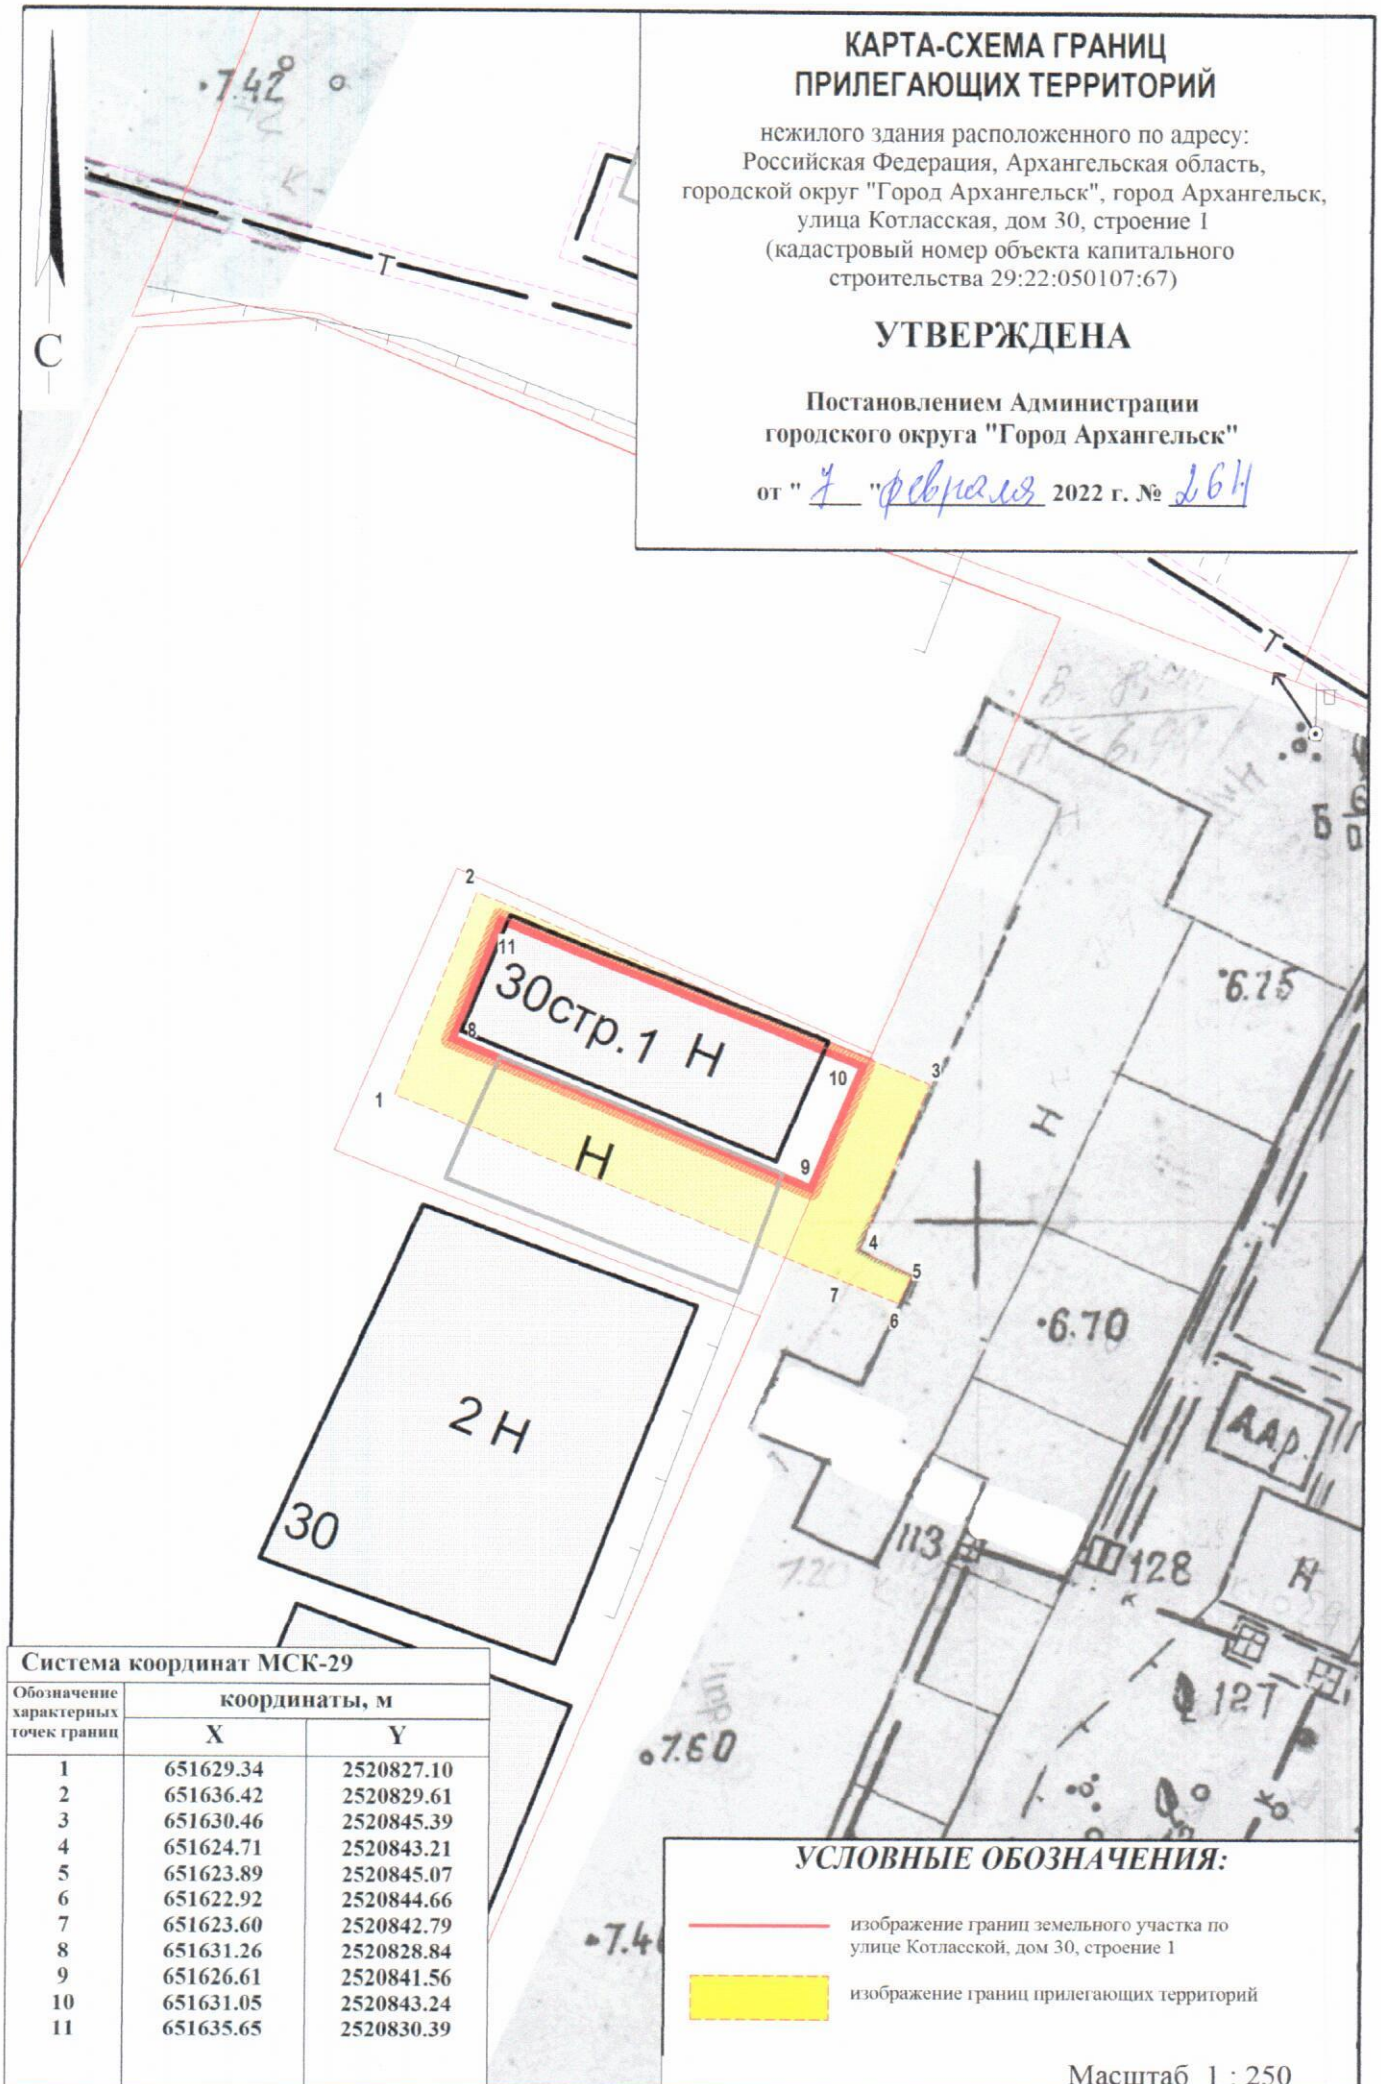 КАРТА-СХЕМА ГРАНИЦ
ПРИЛЕГАЮЩИХ ТЕРРИТОРИЙ
нежилого здания расположенного по адресу:
Российская Федерация, Архангельская область,
городской округ "Город Архангельск", город Архангельск,
улица Котласская, дом 30, строение 1
(кадастровый номер объекта капитального
строительства 29:22:050107:67)
УТВЕРЖДЕНА
Постановлением Администрации
городского округа "Город Архангельск"
от " 7 " февраля 2022 г. №
7.42
К
Т
С
Т
Н
Б
2
11
30стр.1 Н
6.75
8
10
3
1
Н
9
Н
4
5
7
6
6.70
2 Н
30
ААР.
113
128
7.20
Н
127
7.60
Система координат МСК-29
Обозначение характерных точек границ
координаты, м
X Y
1 651629.34 2520827.10
2 651636.42 2520829.61
3 651630.46 2520845.39
4 651624.71 2520843.21
5 651623.89 2520845.07
6 651622.92 2520844.66
7 651623.60 2520842.79
8 651631.26 2520828.84
9 651626.61 2520841.56
10 651631.05 2520843.24
11 651635.65 2520830.39
УСЛОВНЫЕ ОБОЗНАЧЕНИЯ:
изображение границ земельного участка по
улице Котласской, дом 30, строение 1
изображение границ прилегающих территорий
Масштаб 1 : 250